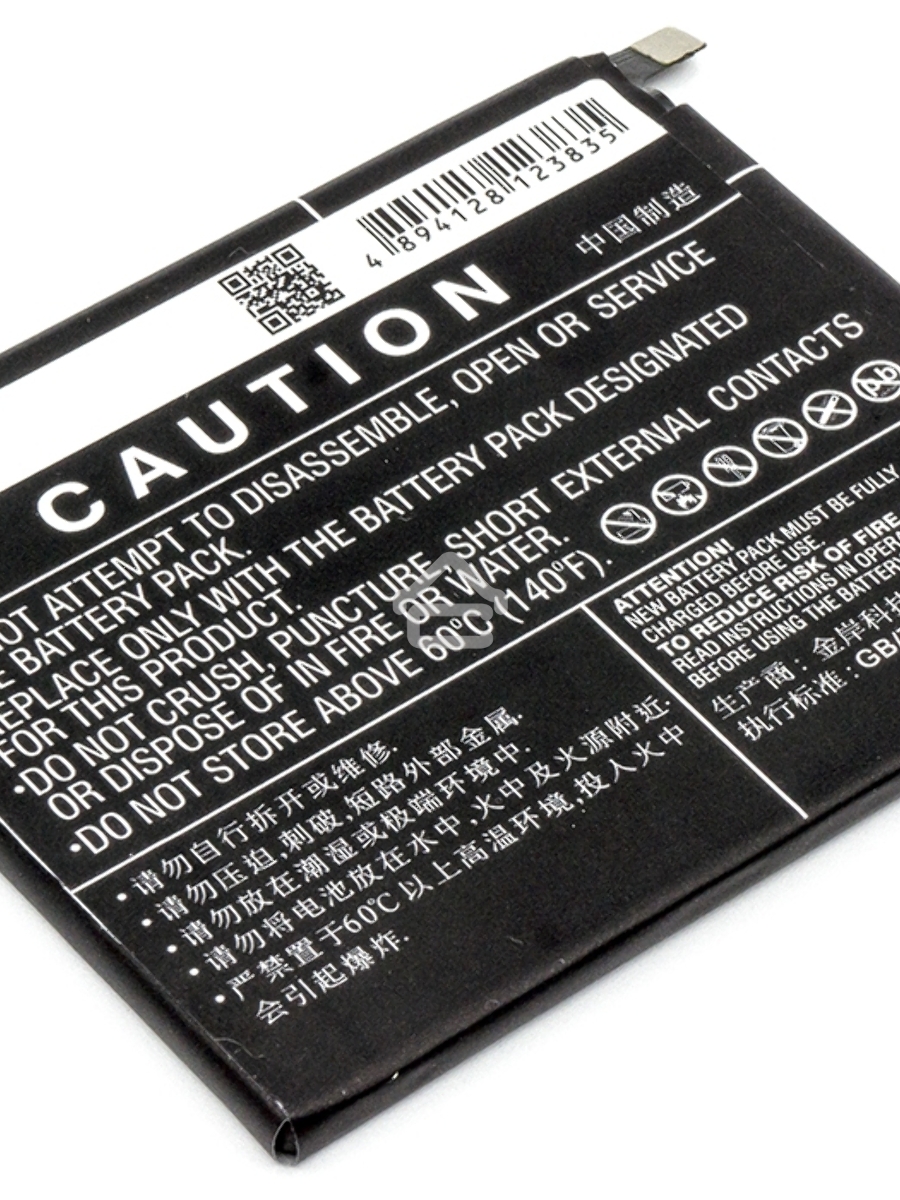 4 894128 123835
中国制造
CAUTION
NOT ATTEMPT TO DISASSEMBLE, OPEN OR SERVICE
BATTERY PACK.
REPLACE ONLY WITH THE BATTERY PACK DESIGNATED
FOR THIS PRODUCT.
·DO NOT CRUSH, PUNCTURE, SHORT EXTERNAL CONTACTS
OR DISPOSE OF IN FIRE OR WATER.
·DO NOT STORE ABOVE 60°C (140°F).
Pb
ATTENTION!
NEW BATTERY PACK MUST BE FULLY
CHARGED BEFORE USE.
TO REDUCE RISK OF FIRE
READ INSTRUCTIONS IN OPERA
BEFORE USING THE BATTERY
生产商：金岸科技
执行标准：GB/
·请勿自行拆开或维修.
·请勿压迫,刺破,短路外部金属.
·请勿放在潮湿或极端环境中.
·请勿将电池放在水中,火中及火源附近.
·严禁置于60℃以上高温环境,投入火中
会引起爆炸.